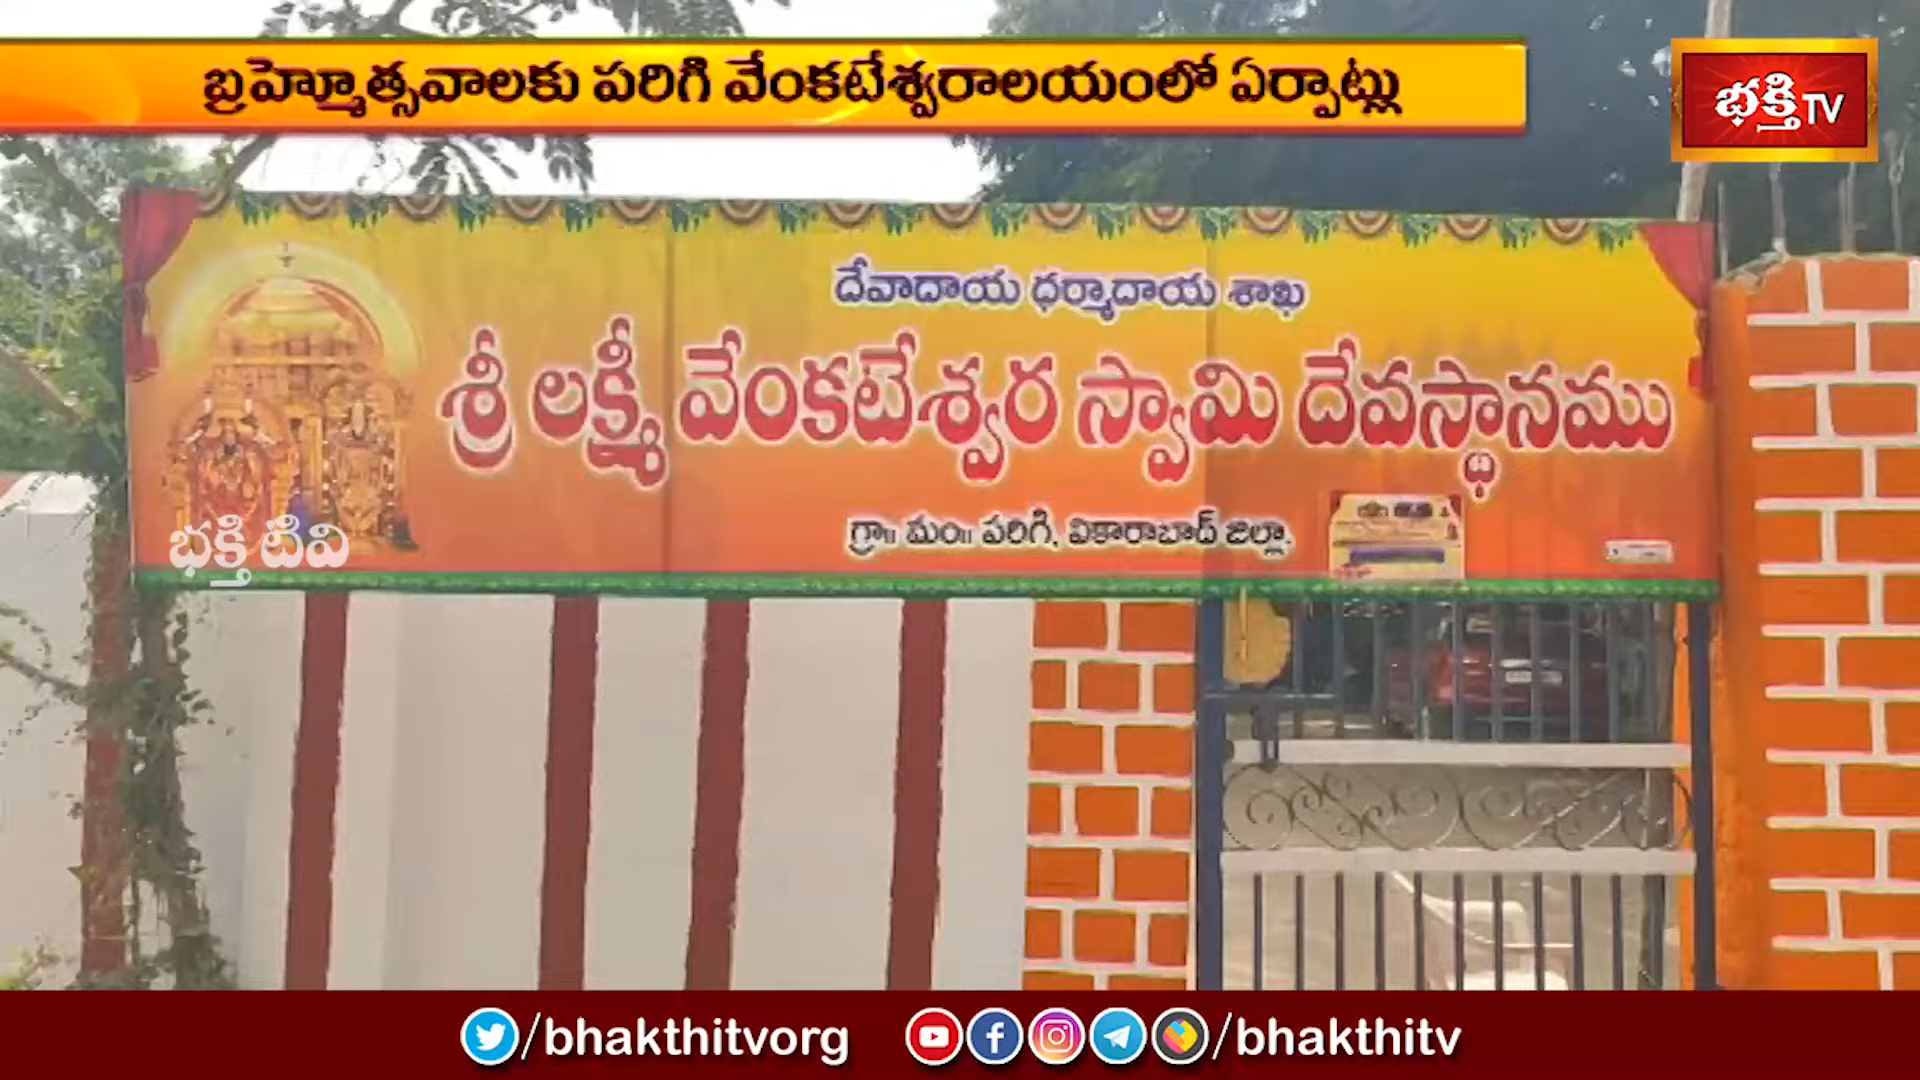 బ్రహ్మోత్సవాలకు పరిగి వేంకటేశ్వరాలయంలో ఏర్పాట్లు
భక్తి TV
దేవాదాయ ధర్మాదాయ శాఖ
శ్రీ లక్ష్మీ వేంకటేశ్వర స్వామి దేవస్థానము
గ్రా॥ మం॥ పరిగి, వికారాబాద్ జిల్లా.
భక్తి టివి
/bhakthitvorg /bhakthitv